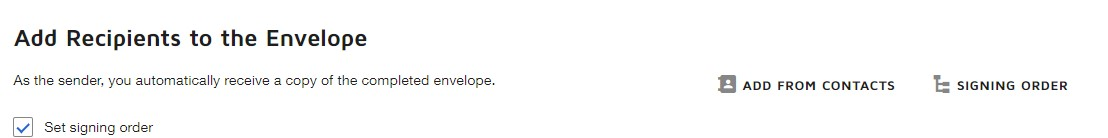 Add Recipients to the Envelope
As the sender, you automatically receive a copy of the completed envelope.
ADD FROM CONTACTS
SIGNING ORDER
Set signing order